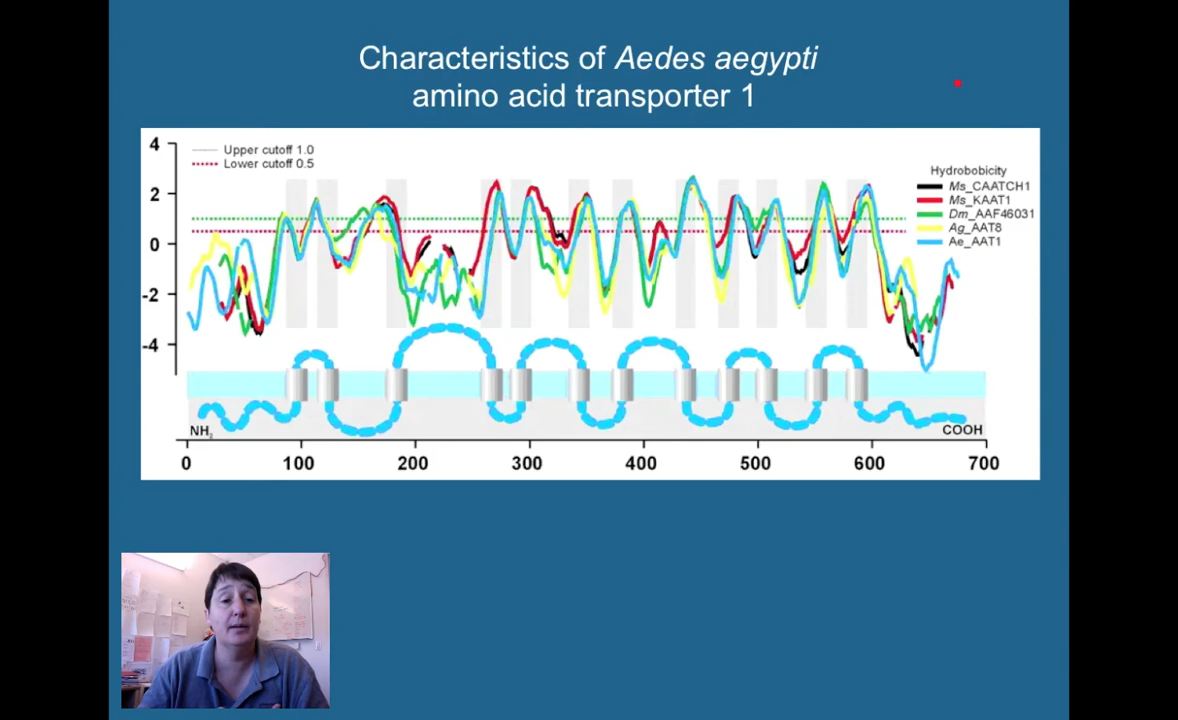 Characteristics of Aedes aegypti
amino acid transporter 1
4
2
0
-2
-4
Upper cutoff 1.0
Lower cutoff 0.5
Hydrobobicity
Ms_CAATCH1
Ms_KAAT1
Dm_AAF46031
Ag_AAT8
Ae_AAT1
NH2
COOH
0 100 200 300 400 500 600 700